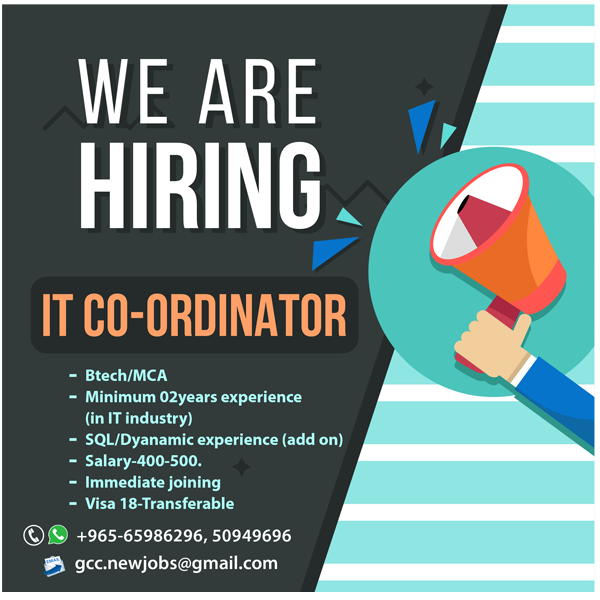 WE ARE
HIRING
IT CO-ORDINATOR
- Btech/MCA
- Minimum 02years experience
(in IT industry)
- SQL/Dyanamic experience (add on)
- Salary-400-500.
- Immediate joining
- Visa 18-Transferable
+965-65986296, 50949696
EMAIL
gcc.newjobs@gmail.com